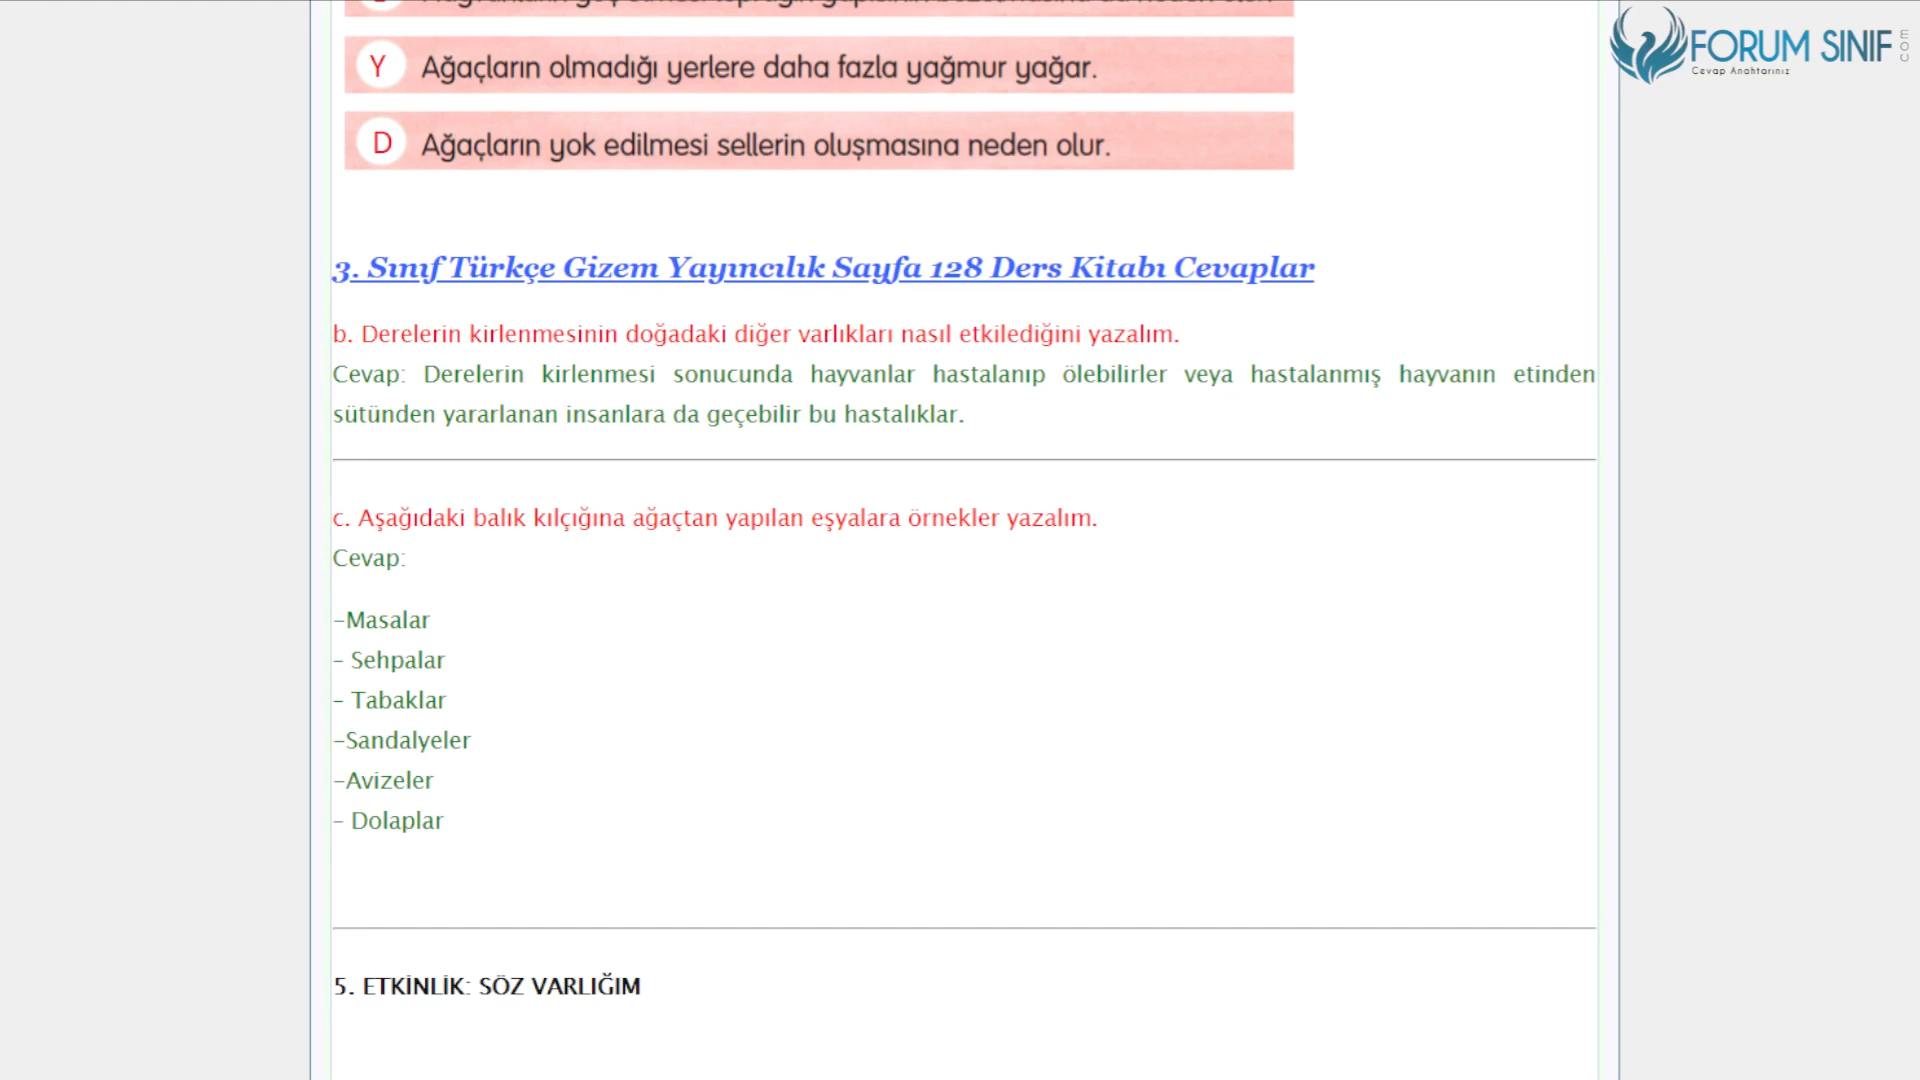 Y Ağaçların olmadığı yerlere daha fazla yağmur yağar.
D Ağaçların yok edilmesi sellerin oluşmasına neden olur.
FORUM SINIF
com
Cevap Anahtarınız
3. Sınıf Türkçe Gizem Yayıncılık Sayfa 128 Ders Kitabı Cevaplar
b. Derelerin kirlenmesinin doğadaki diğer varlıkları nasıl etkilediğini yazalım.
Cevap: Derelerin kirlenmesi sonucunda hayvanlar hastalanıp ölebilirler veya hastalanmış hayvanın etinden
sütünden yararlanan insanlara da geçebilir bu hastalıklar.
c. Aşağıdaki balık kılçığına ağaçtan yapılan eşyalara örnekler yazalım.
Cevap:
-Masalar
- Sehpalar
- Tabaklar
-Sandalyeler
-Avizeler
- Dolaplar
5. ETKİNLİK: SÖZ VARLIĞIM